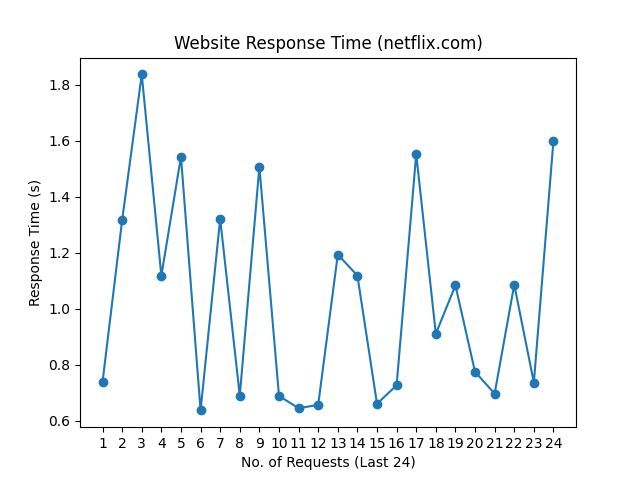 Website Response Time (netflix.com)
Response Time (s)
1.8
1.6
1.4
1.2
1.0
0.8
0.6
1 2 3 4 5 6 7 8 9 10 11 12 13 14 15 16 17 18 19 20 21 22 23 24
No. of Requests (Last 24)